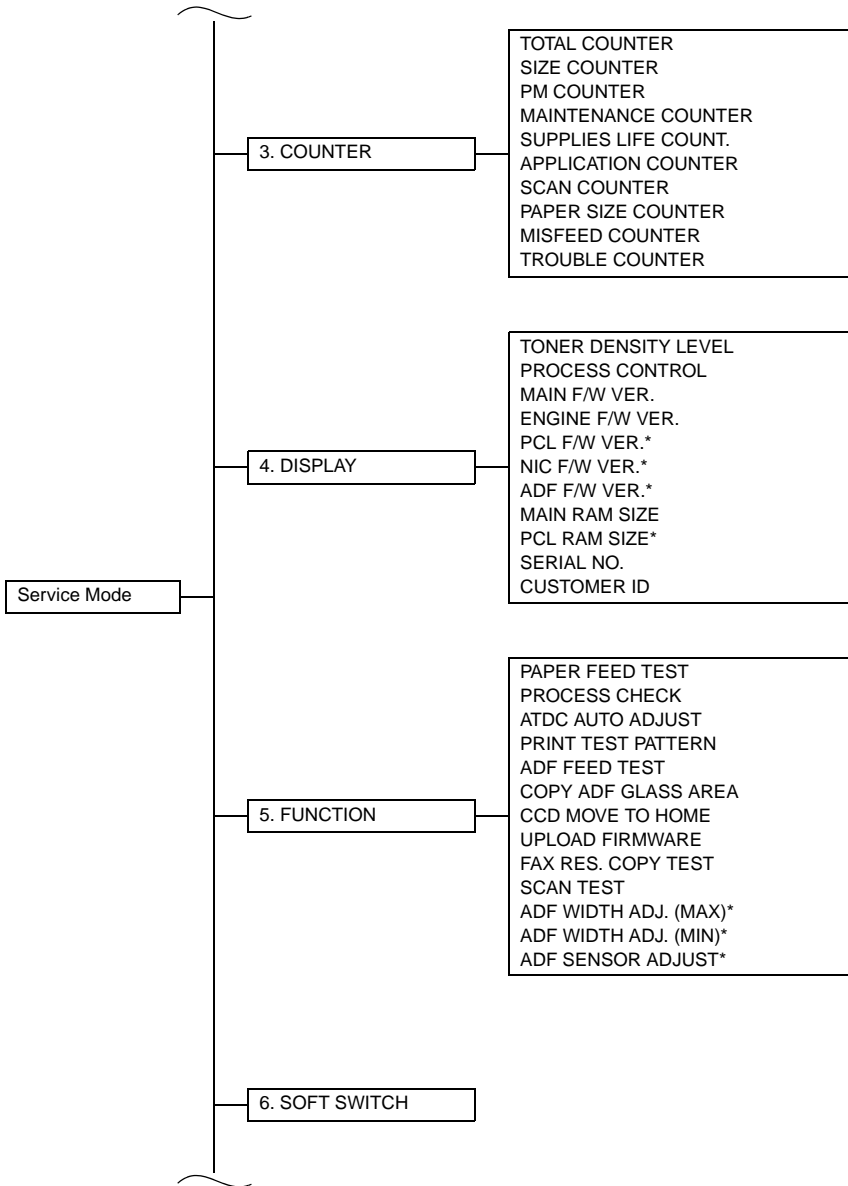 TOTAL COUNTER
SIZE COUNTER
PM COUNTER
MAINTENANCE COUNTER
3. COUNTER
SUPPLIES LIFE COUNT.
APPLICATION COUNTER
SCAN COUNTER
PAPER SIZE COUNTER
MISFEED COUNTER
TROUBLE COUNTER
TONER DENSITY LEVEL
PROCESS CONTROL
MAIN F/W VER.
ENGINE F/W VER.
PCL F/W VER.*
4. DISPLAY
NIC F/W VER.*
ADF F/W VER.*
MAIN RAM SIZE
PCL RAM SIZE*
SERIAL NO.
CUSTOMER ID
Service Mode
PAPER FEED TEST
PROCESS CHECK
ATDC AUTO ADJUST
PRINT TEST PATTERN
ADF FEED TEST
COPY ADF GLASS AREA
5. FUNCTION
CCD MOVE TO HOME
UPLOAD FIRMWARE
FAX RES. COPY TEST
SCAN TEST
ADF WIDTH ADJ. (MAX)*
ADF WIDTH ADJ. (MIN)*
ADF SENSOR ADJUST*
6. SOFT SWITCH